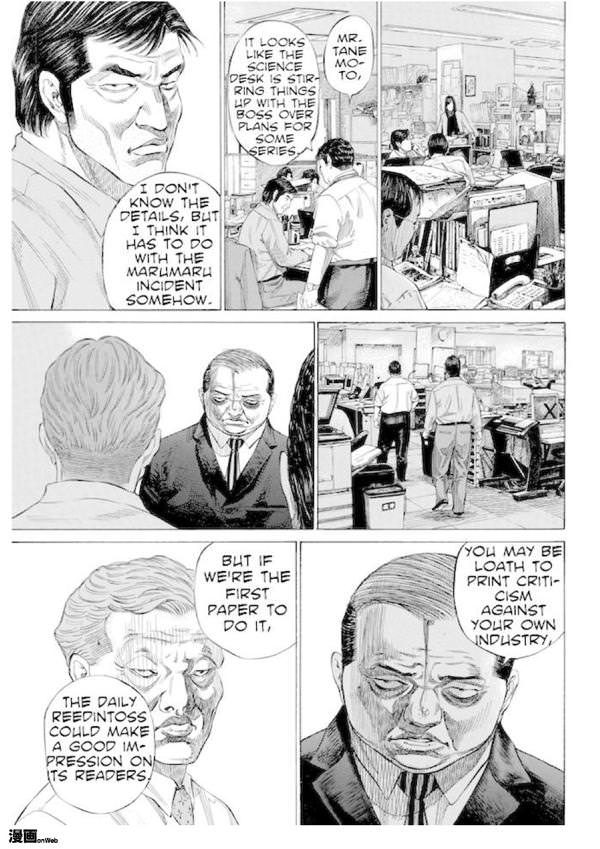 MR.
TANE
MO-
TO,
IT LOOKS
LIKE THE
SCIENCE
DESK IS STIR-
RING THINGS
UP WITH THE
BOSS OVER
PLANS FOR
SOME
SERIES.
I DON'T
KNOW THE
DETAILS, BUT
I THINK IT
HAS TO DO
WITH THE
MARUMARU
INCIDENT
SOMEHOW.
X
YOU MAY BE
LOATH TO
PRINT CRITI-
CISM
AGAINST
YOUR OWN
INDUSTRY,
BUT IF
WE'RE THE
FIRST
PAPER TO
DO IT,
THE DAILY
REEDINTOSS
COULD MAKE
A GOOD IM-
PRESSION ON
ITS READERS.
漫画onWeb